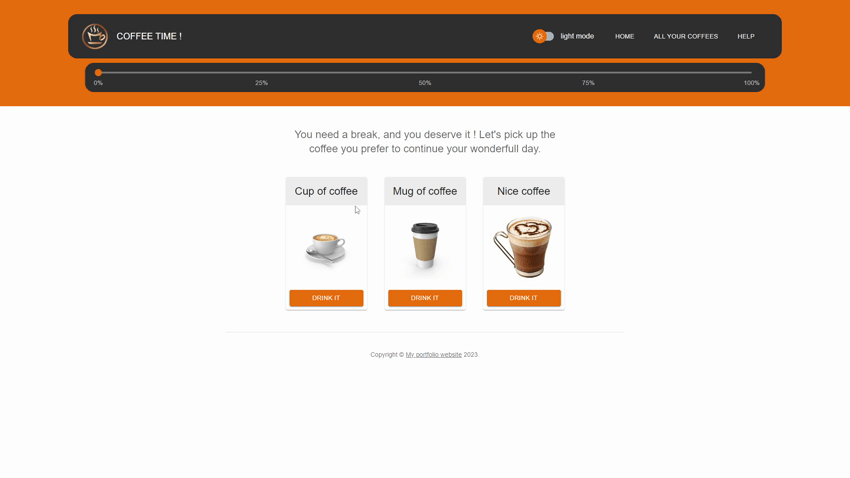 COFFEE TIME !
light mode
HOME
ALL YOUR COFFEES
HELP
0%
25%
50%
75%
100%
You need a break, and you deserve it ! Let's pick up the
coffee you prefer to continue your wonderfull day.
Cup of coffee
Mug of coffee
Nice coffee
DRINK IT
DRINK IT
DRINK IT
Copyright © My portfolio website 2023.